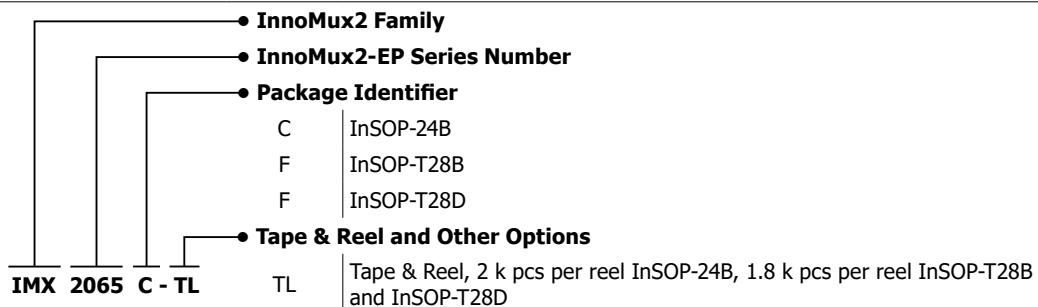 InnoMux2 Family
InnoMux2-EP Series Number
Package Identifier
C InSOP-24B
F InSOP-T28B
F InSOP-T28D
Tape & Reel and Other Options
IMX 2065 C - TL
TL Tape & Reel, 2 k pcs per reel InSOP-24B, 1.8 k pcs per reel InSOP-T28B
and InSOP-T28D